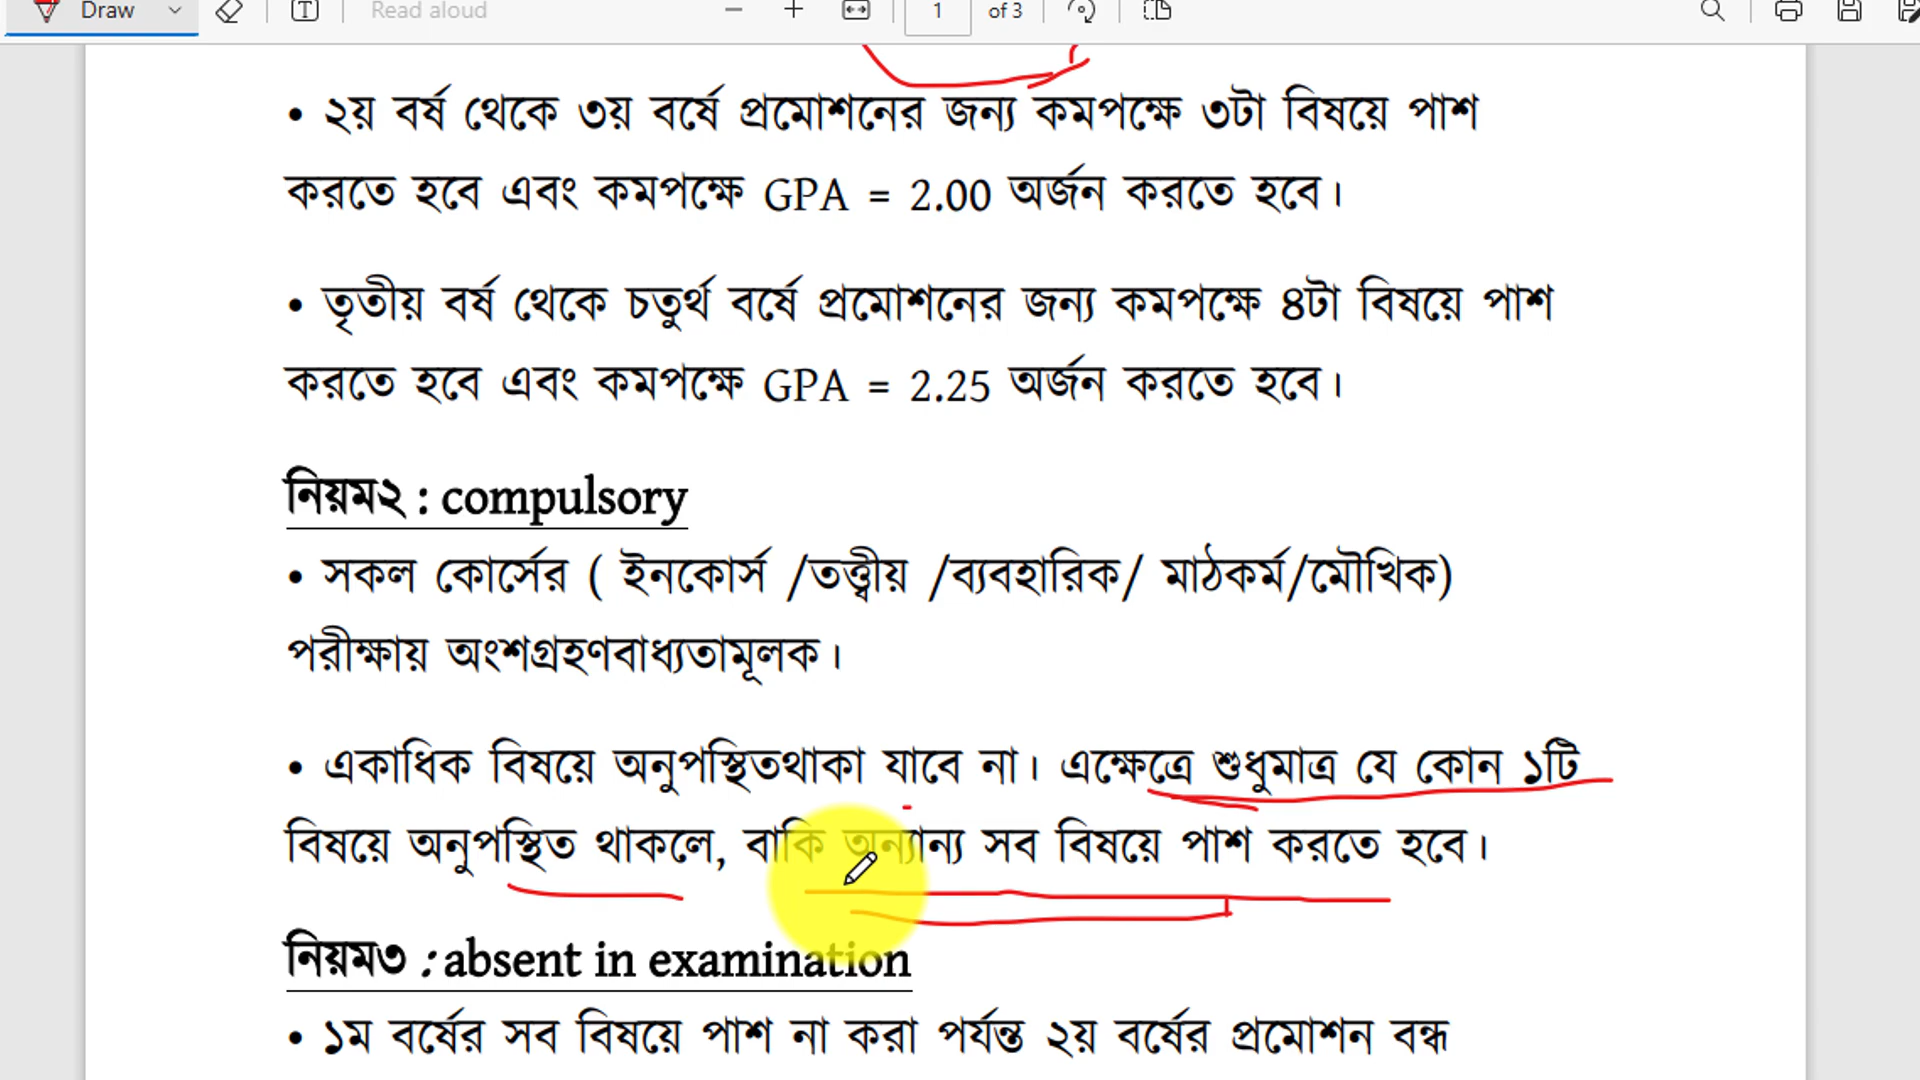 Draw
Read aloud
1
of 3
• ২য় বর্ষ থেকে ৩য় বর্ষে প্রমোশনের জন্য কমপক্ষে ৩টা বিষয়ে পাশ
করতে হবে এবং কমপক্ষে GPA = 2.00 অর্জন করতে হবে।
• তৃতীয় বর্ষ থেকে চতুর্থ বর্ষে প্রমোশনের জন্য কমপক্ষে ৪টা বিষয়ে পাশ
করতে হবে এবং কমপক্ষে GPA = 2.25 অর্জন করতে হবে।
নিয়ম২ : compulsory
• সকল কোর্সের ( ইনকোর্স /তত্ত্বীয় /ব্যবহারিক/ মাঠকর্ম/মৌখিক)
পরীক্ষায় অংশগ্রহণবাধ্যতামূলক।
• একাধিক বিষয়ে অনুপস্থিতথাকা যাবে না। এক্ষেত্রে শুধুমাত্র যে কোন ১টি
বিষয়ে অনুপস্থিত থাকলে, বাকি অন্যান্য সব বিষয়ে পাশ করতে হবে।
নিয়ম৩ : absent in examination
• ১ম বর্ষের সব বিষয়ে পাশ না করা পর্যন্ত ২য় বর্ষের প্রমোশন বন্ধ